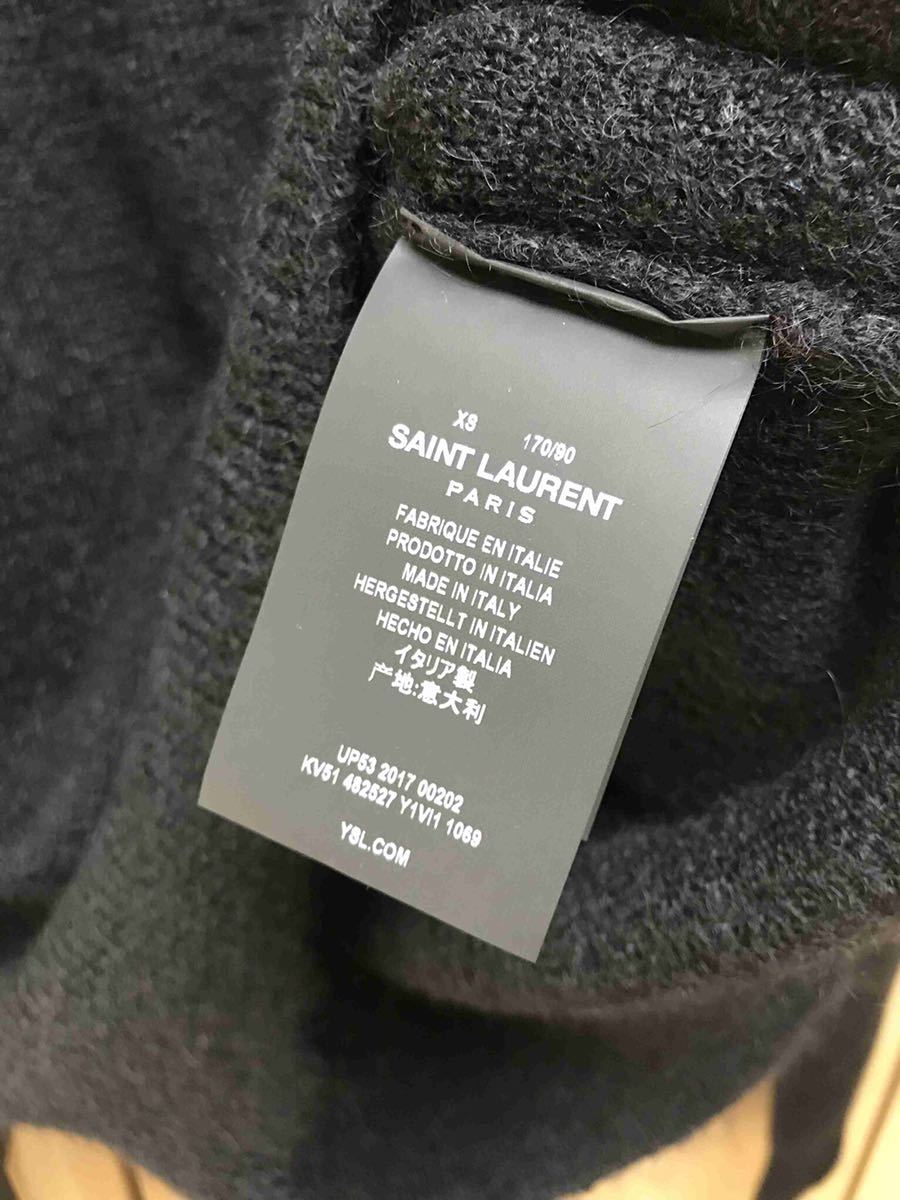 XS 170/90
SAINT LAURENT
PARIS
FABRIQUE EN ITALIE
PRODOTTO IN ITALIA
MADE IN ITALY
HERGESTELLT IN ITALIEN
HECHO EN ITALIA
イタリア製
产地:意大利
UP53 2017 00202
KV51 482527 Y1VI1 1069
YSL.COM